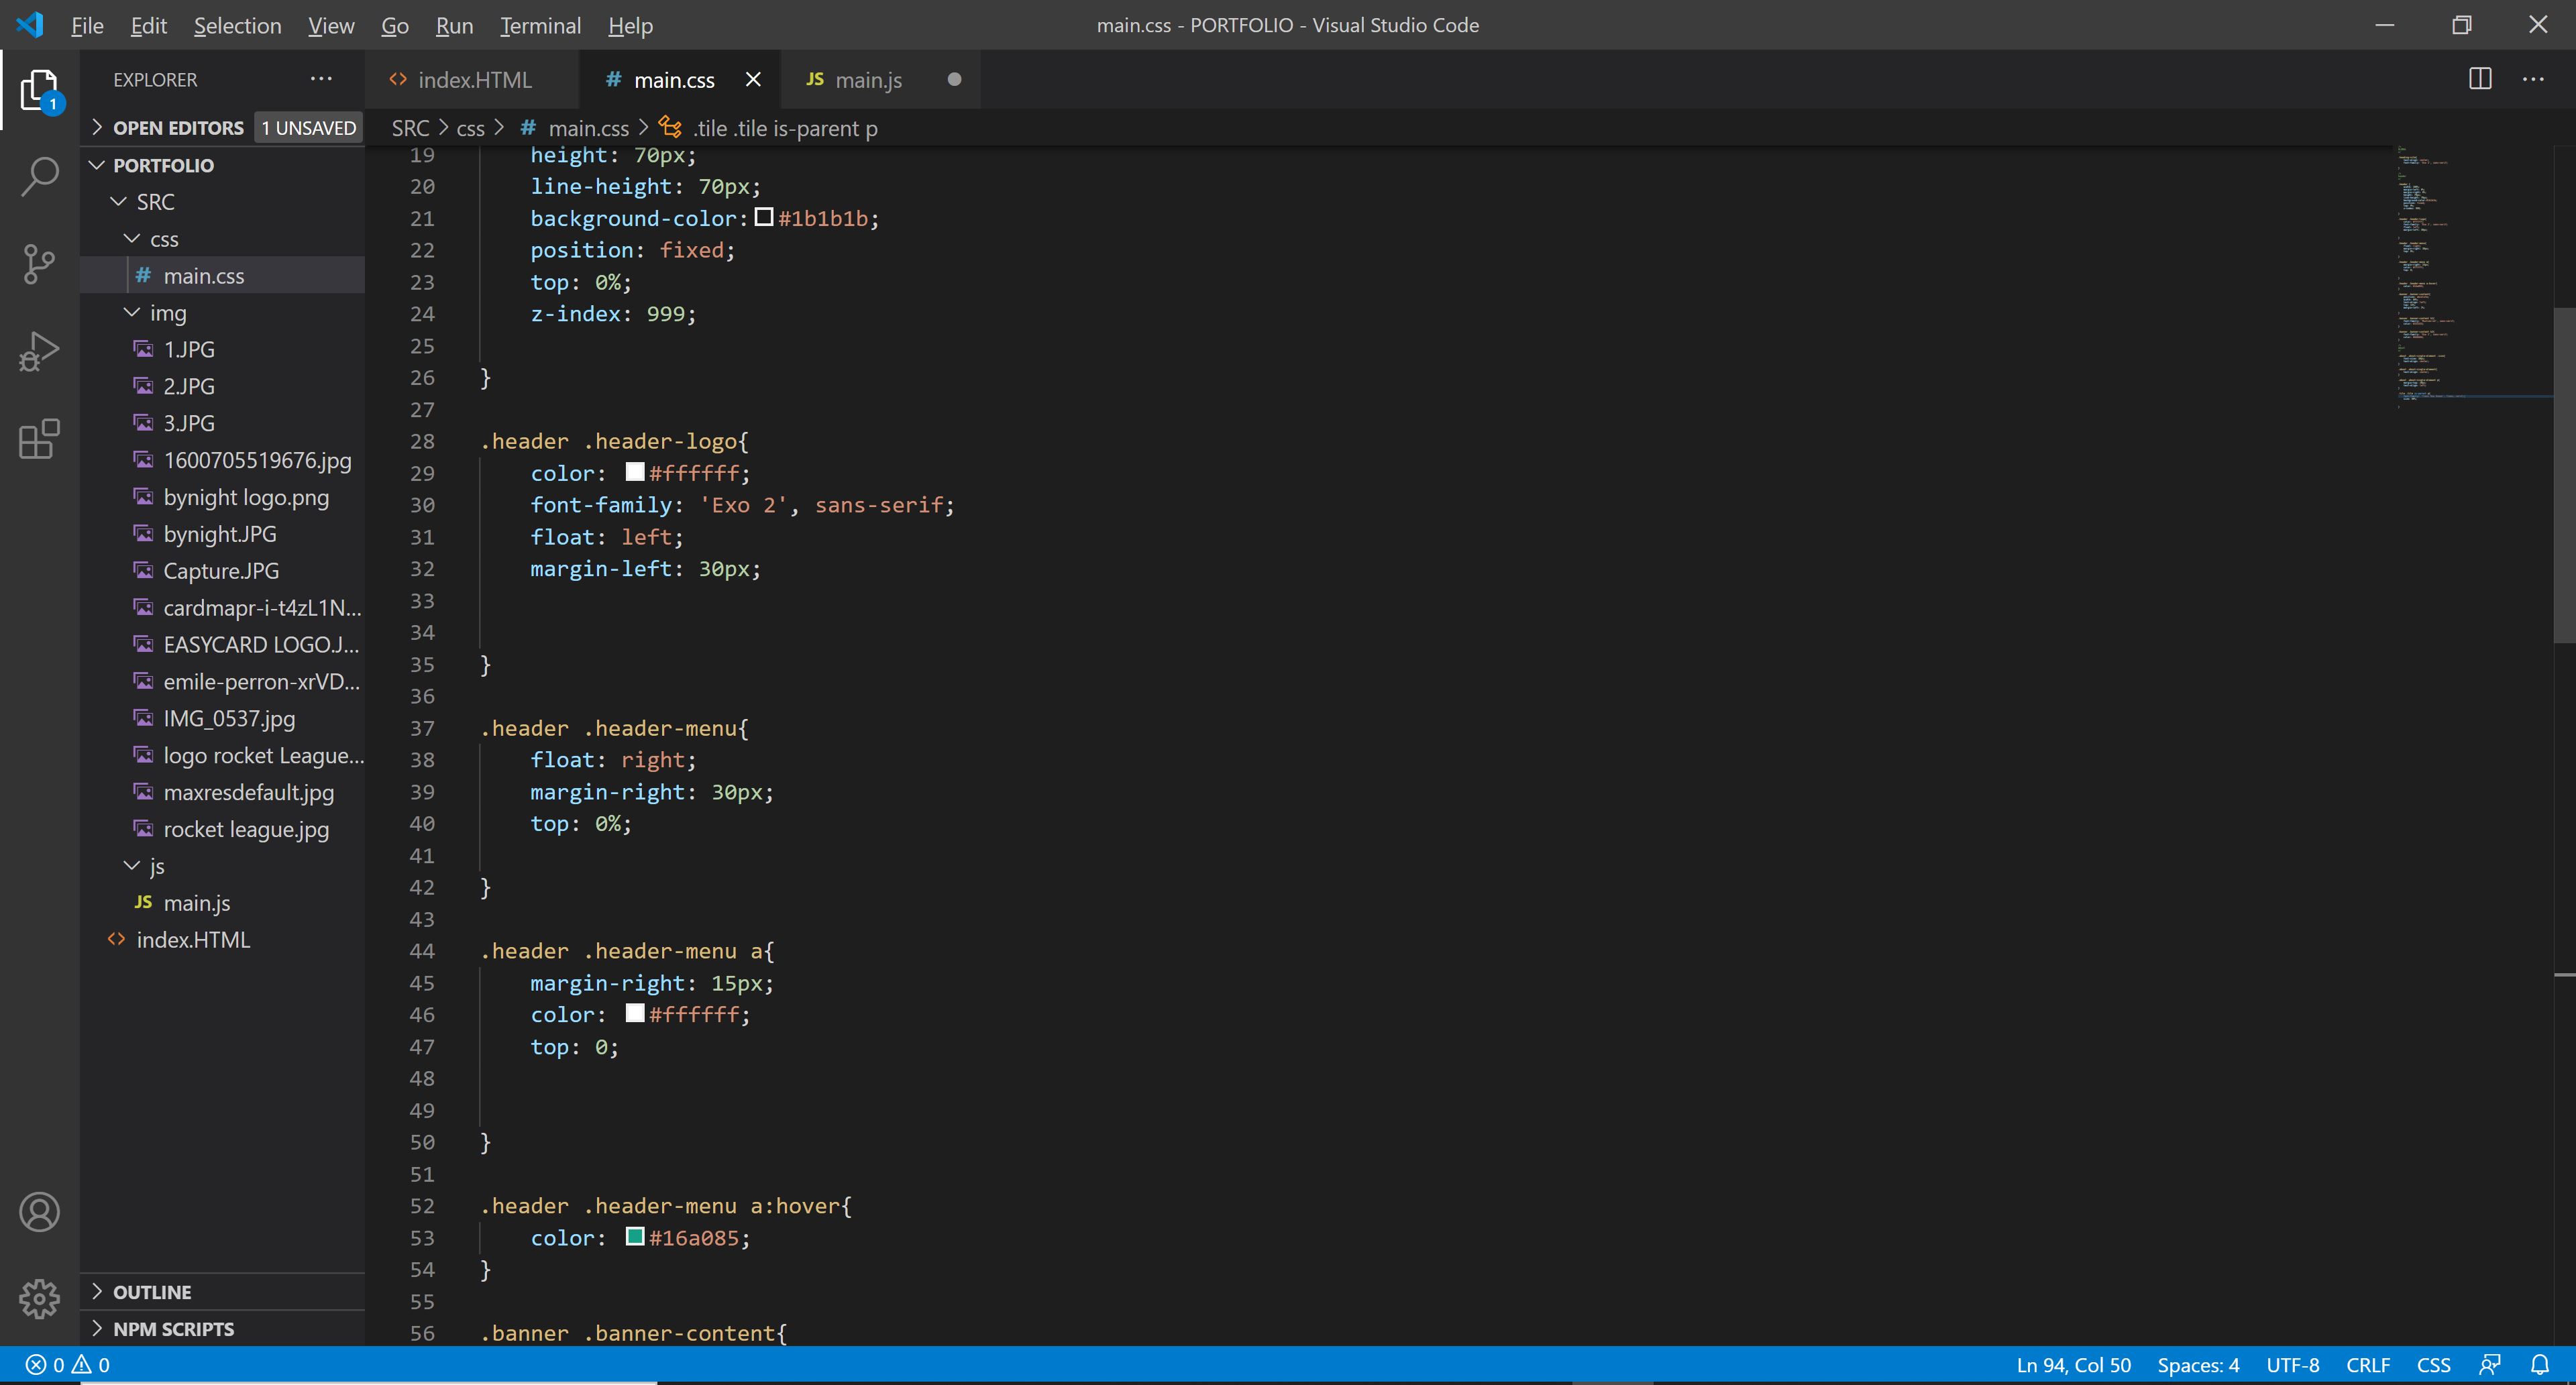 File Edit Selection View Go Run Terminal Help
main.css - PORTFOLIO - Visual Studio Code
1
EXPLORER
OPEN EDITORS 1 UNSAVED
PORTFOLIO
SRC
css
# main.css
img
1.JPG
2.JPG
3.JPG
1600705519676.jpg
bynight logo.png
bynight.JPG
Capture.JPG
cardmapr-i-t4zL1N...
EASYCARD LOGO.J...
emile-perron-xrVD...
IMG_0537.jpg
logo rocket League...
maxresdefault.jpg
rocket league.jpg
js
JS main.js
<> index.HTML
OUTLINE
NPM SCRIPTS
<> index.HTML
# main.css
JS main.js
SRC > css > # main.css > .tile .tile is-parent p
19 height: 70px;
20 line-height: 70px;
21 background-color: #1b1b1b;
22 position: fixed;
23 top: 0%;
24 z-index: 999;
25
26 }
27
28 .header .header-logo{
29 color: #ffffff;
30 font-family: 'Exo 2', sans-serif;
31 float: left;
32 margin-left: 30px;
33
34
35 }
36
37 .header .header-menu{
38 float: right;
39 margin-right: 30px;
40 top: 0%;
41
42 }
43
44 .header .header-menu a{
45 margin-right: 15px;
46 color: #ffffff;
47 top: 0;
48
49
50 }
51
52 .header .header-menu a:hover{
53 color: #16a085;
54 }
55
56 .banner .banner-content{
0 0
Ln 94, Col 50 Spaces: 4 UTF-8 CRLF CSS